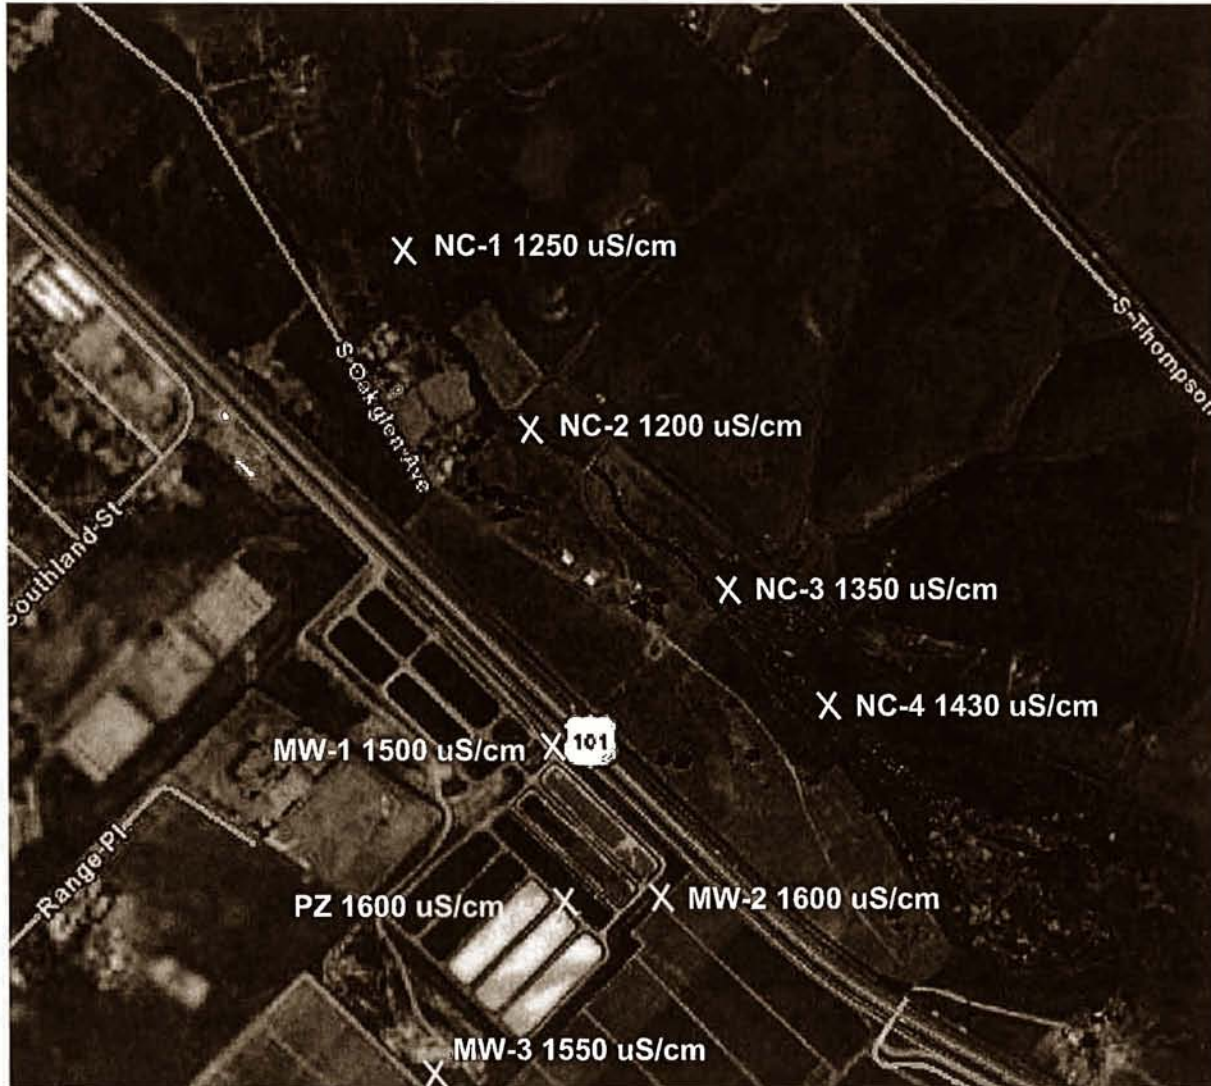 NC-1 1250 uS/cm
S-Thompson
S-Oakglen-Ave
NC-2 1200 uS/cm
Southland-St
NC-3 1350 uS/cm
NC-4 1430 uS/cm
MW-1 1500 uS/cm
101
Range-Pl
PZ 1600 uS/cm
MW-2 1600 uS/cm
MW-3 1550 uS/cm